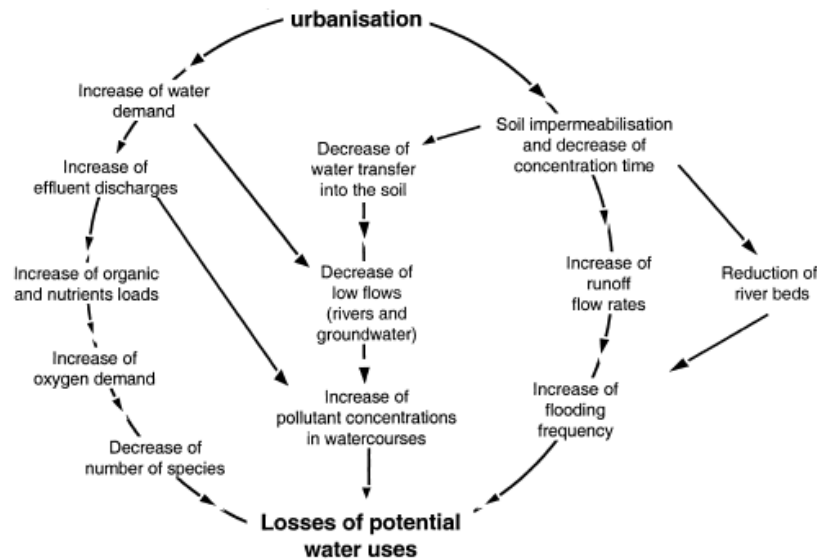 urbanisation
Increase of water
demand
Soil impermeabilisation
and decrease of
concentration time
Decrease of
water transfer
into the soil
Increase of
effluent discharges
Increase of organic
and nutrients loads
Decrease of
low flows
(rivers and
groundwater)
Increase of
runoff
flow rates
Reduction of
river beds
Increase of
oxygen demand
Increase of
pollutant concentrations
in watercourses
Increase of
flooding
frequency
Decrease of
number of species
Losses of potential
water uses